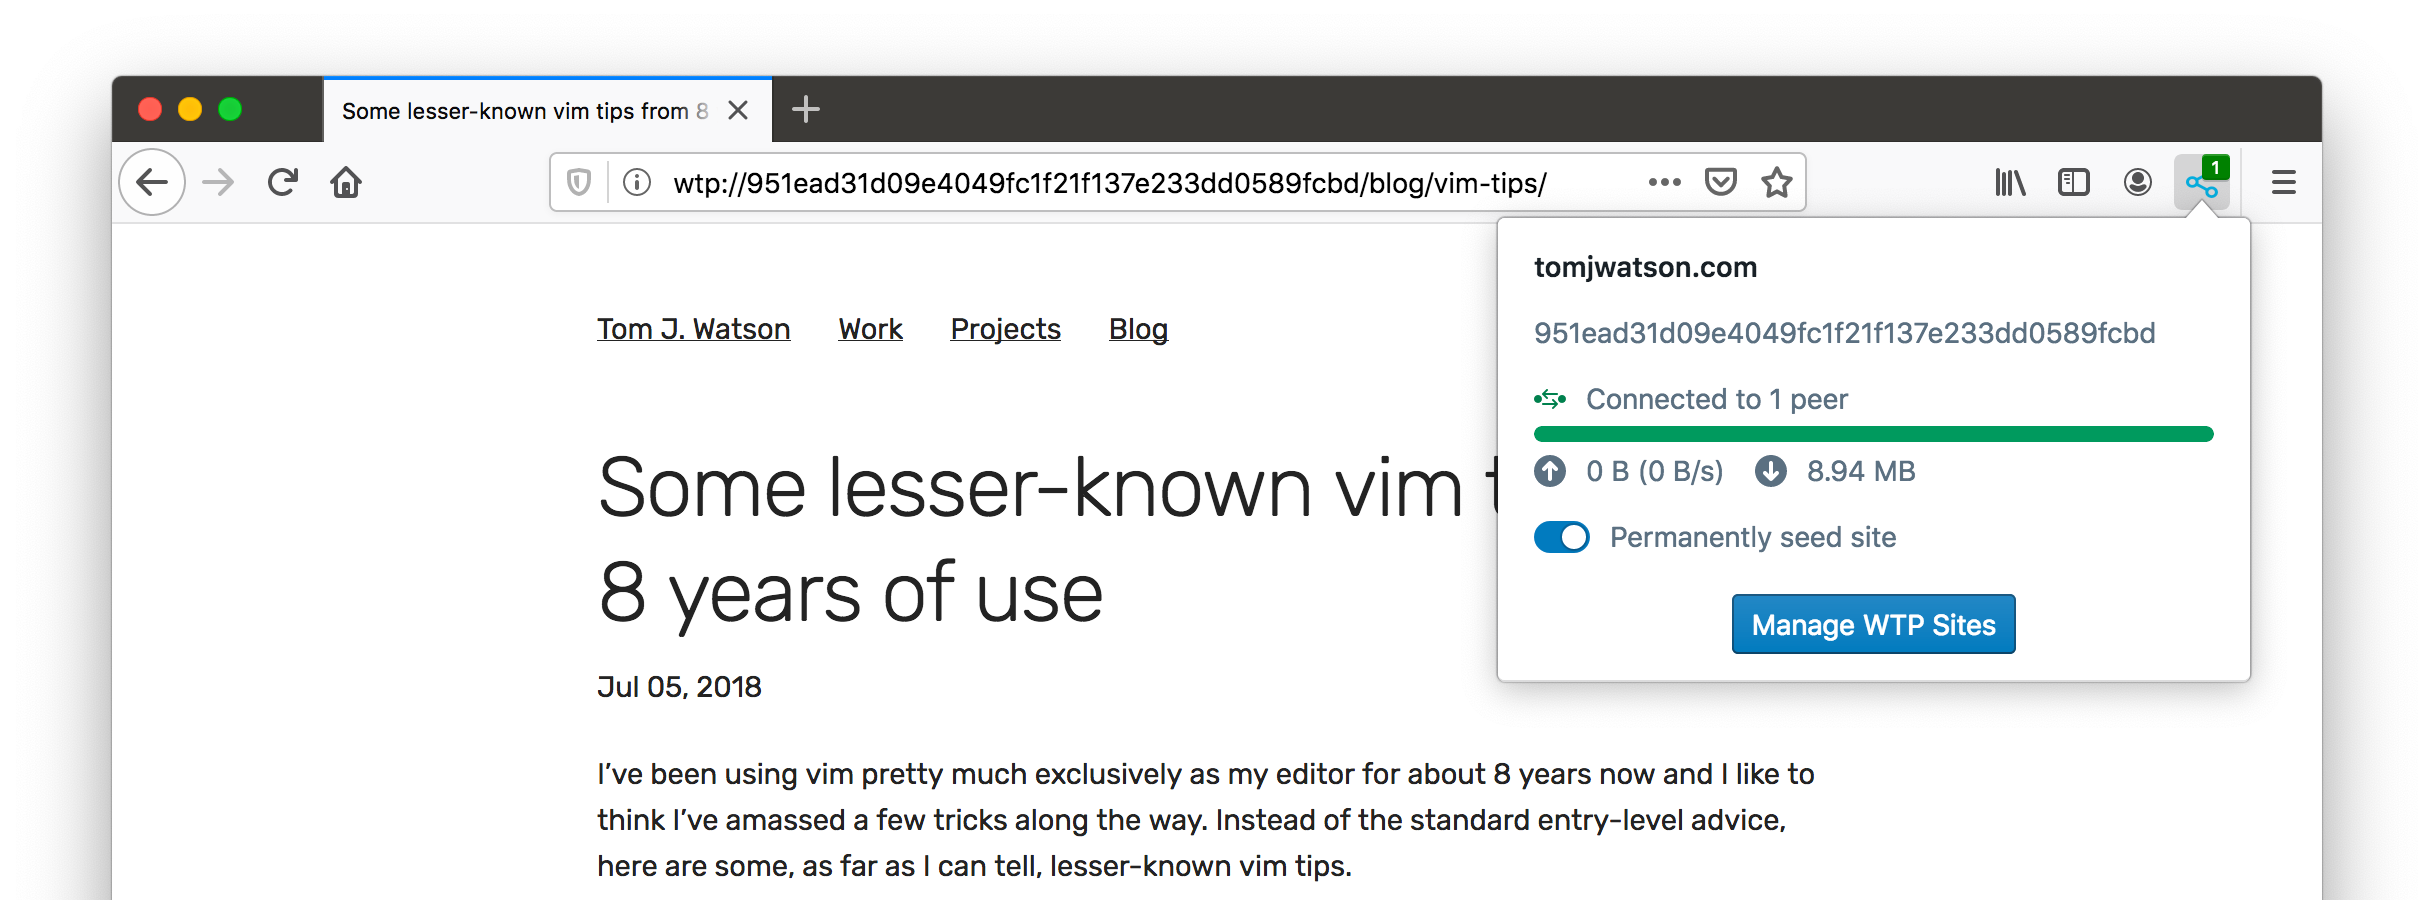 Some lesser-known vim tips from 8
wtp://951ead31d09e4049fc1f21f137e233dd0589fcbd/blog/vim-tips/
1
tomjwatson.com
951ead31d09e4049fc1f21f137e233dd0589fcbd
Connected to 1 peer
0 B (0 B/s) 8.94 MB
Permanently seed site
Manage WTP Sites
Tom J. Watson Work Projects Blog
Some lesser-known vim t
8 years of use
Jul 05, 2018
I’ve been using vim pretty much exclusively as my editor for about 8 years now and I like to
think I’ve amassed a few tricks along the way. Instead of the standard entry-level advice,
here are some, as far as I can tell, lesser-known vim tips.